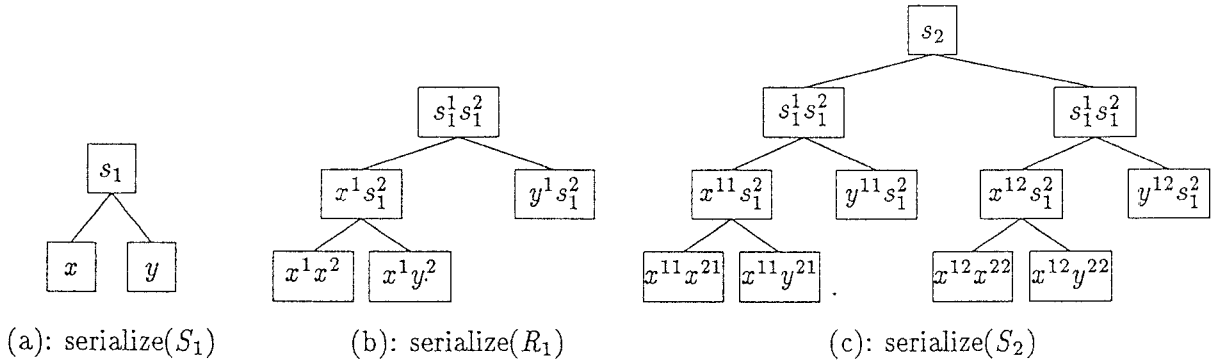 s_2
s_1^1 s_1^2 s_1^1 s_1^2 s_1^1 s_1^2
s_1 x^1 s_1^2 y^1 s_1^2 x^{11} s_1^2 y^{11} s_1^2 x^{12} s_1^2 y^{12} s_1^2
x y x^1 x^2 x^1 y^2 x^{11} x^{21} x^{11} y^{21} x^{12} x^{22} x^{12} y^{22}
(a): serialize(S_1) (b): serialize(R_1) (c): serialize(S_2)